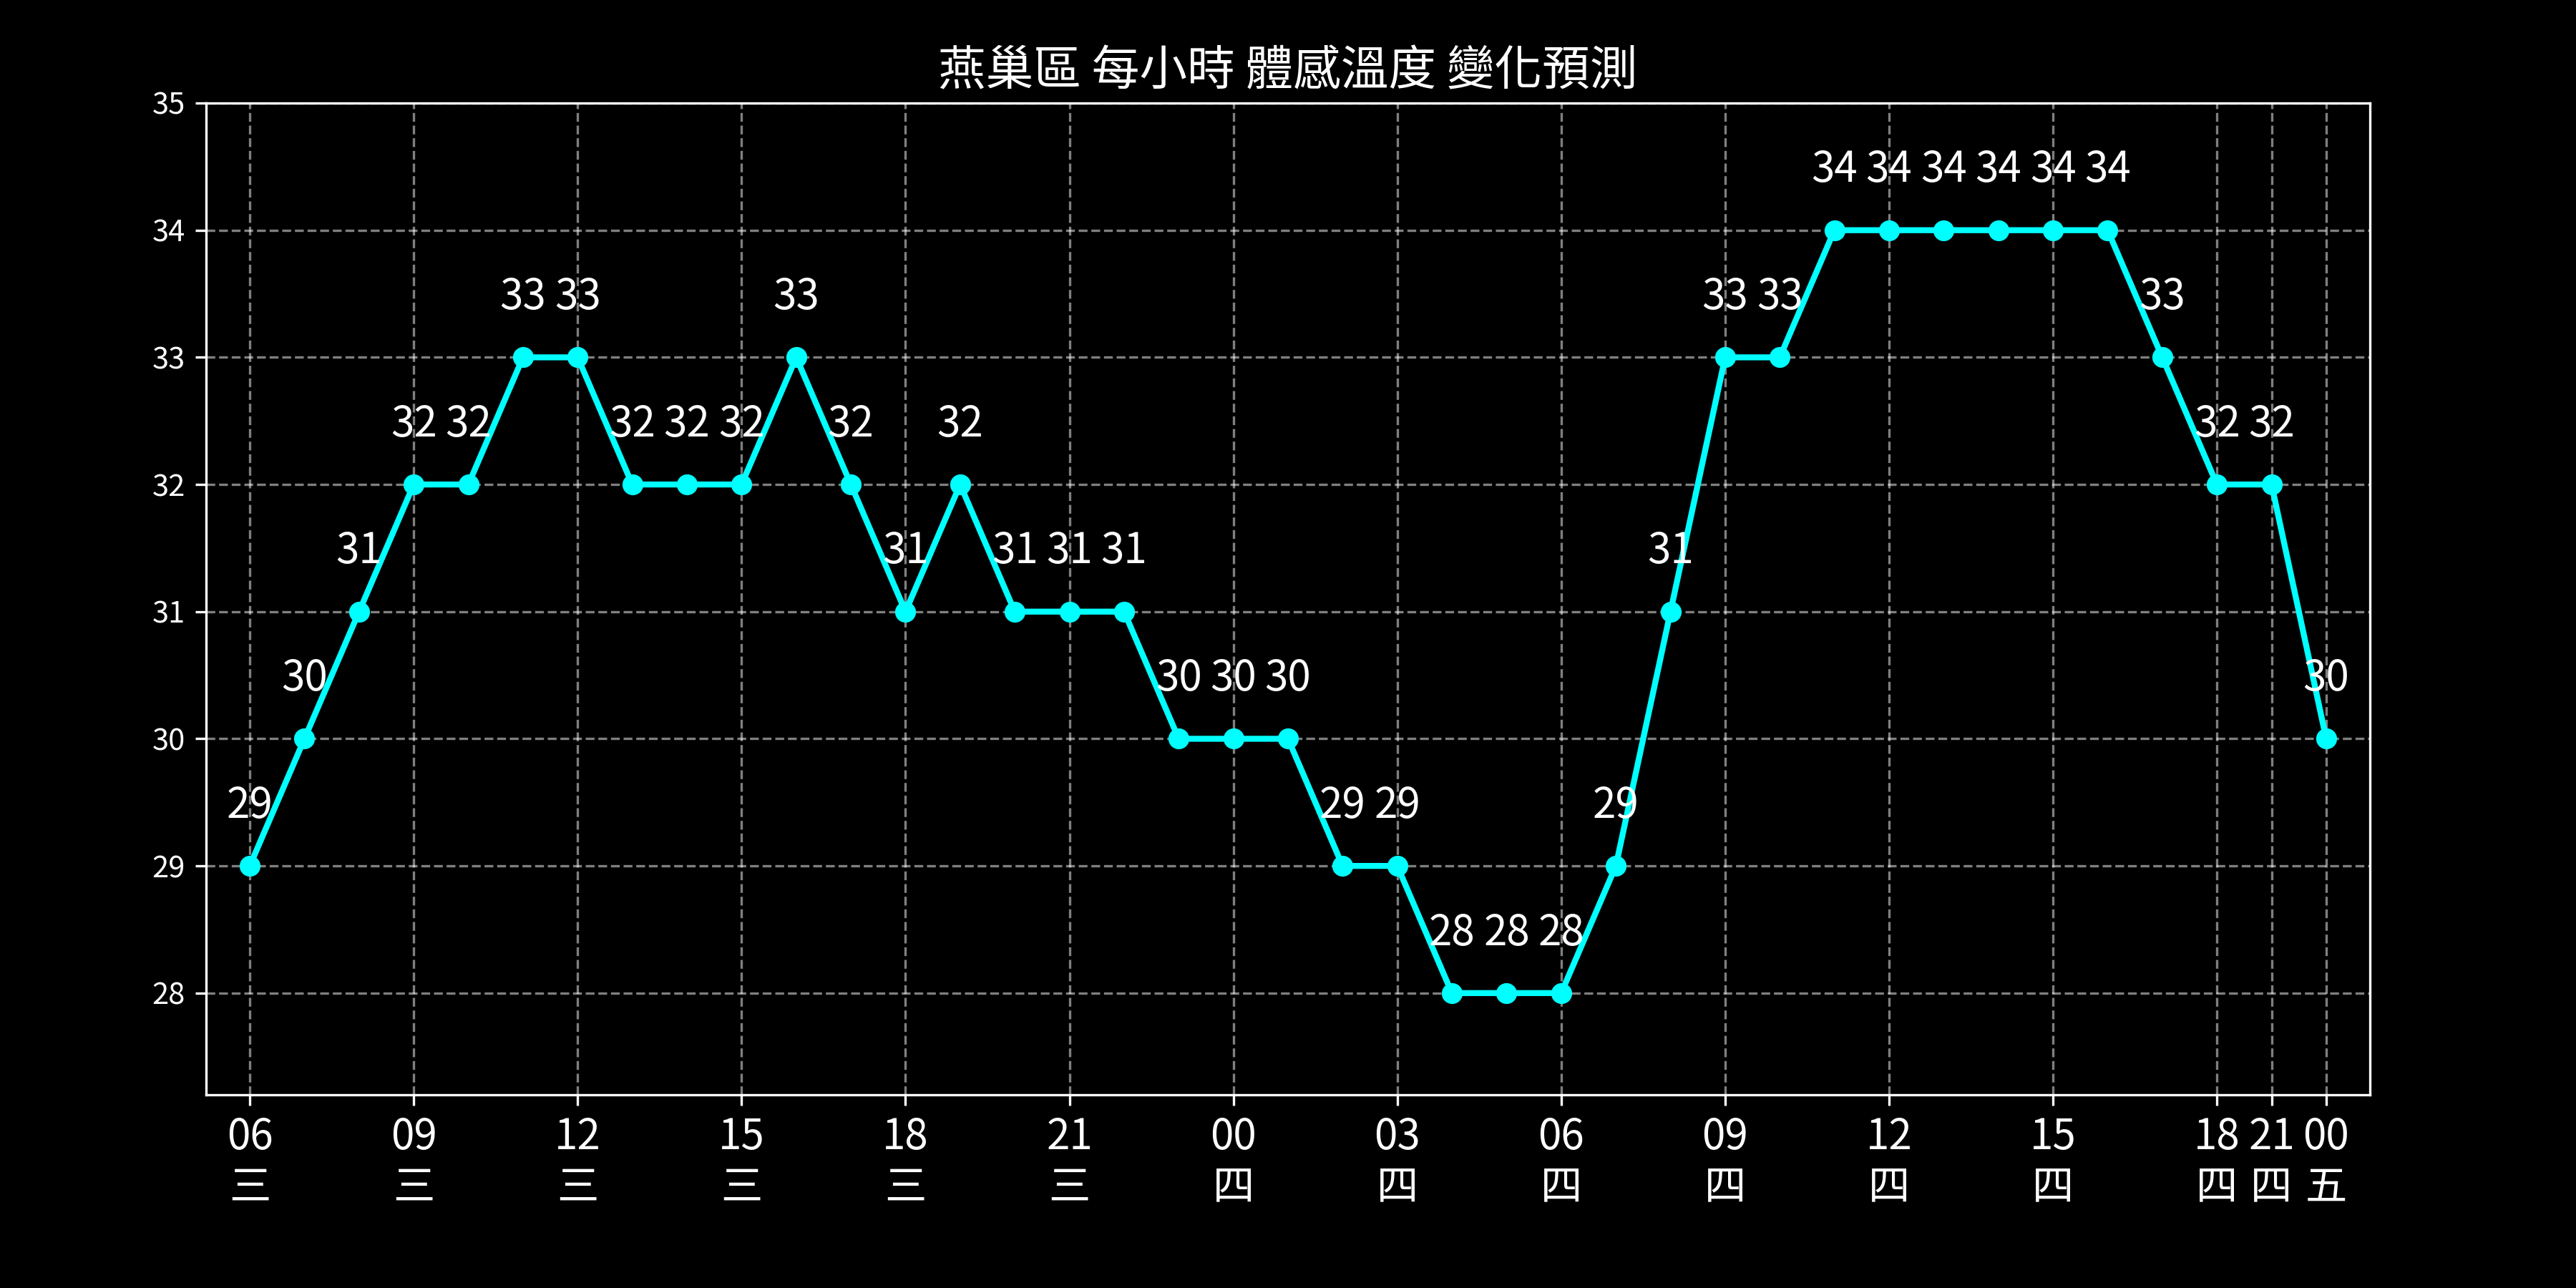 燕巢區 每小時 體感溫度 變化預測
35
34
33
32
31
30
29
28
34 34 34 34 34 34
33 33 33 33 33 33
32 32 32 32 32 32 32 32 32
31 31 31 31 31 31
30 30 30 30 30
29 29 29 29
28 28 28
06 09 12 15 18 21 00 03 06 09 12 15 18 21 00
三 三 三 三 三 三 四 四 四 四 四 四 四 四 五